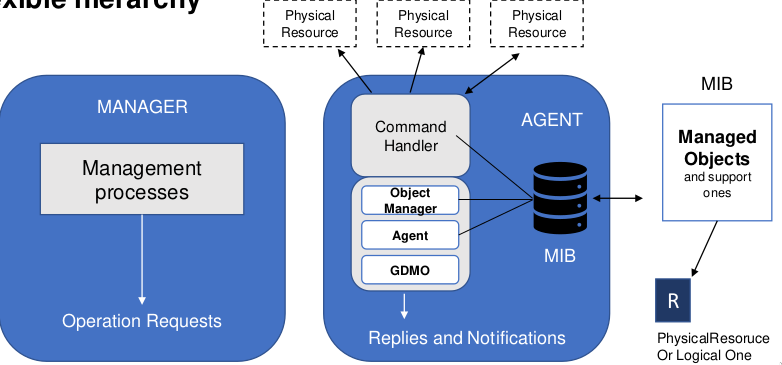 exible hierarchy
Physical
Resource
Physical
Resource
Physical
Resource
MANAGER
Management
processes
Operation Requests
AGENT
Command
Handler
Object
Manager
Agent
GDMO
MIB
Replies and Notifications
MIB
Managed
Objects
and support
ones
R
PhysicalResoruce
Or Logical One